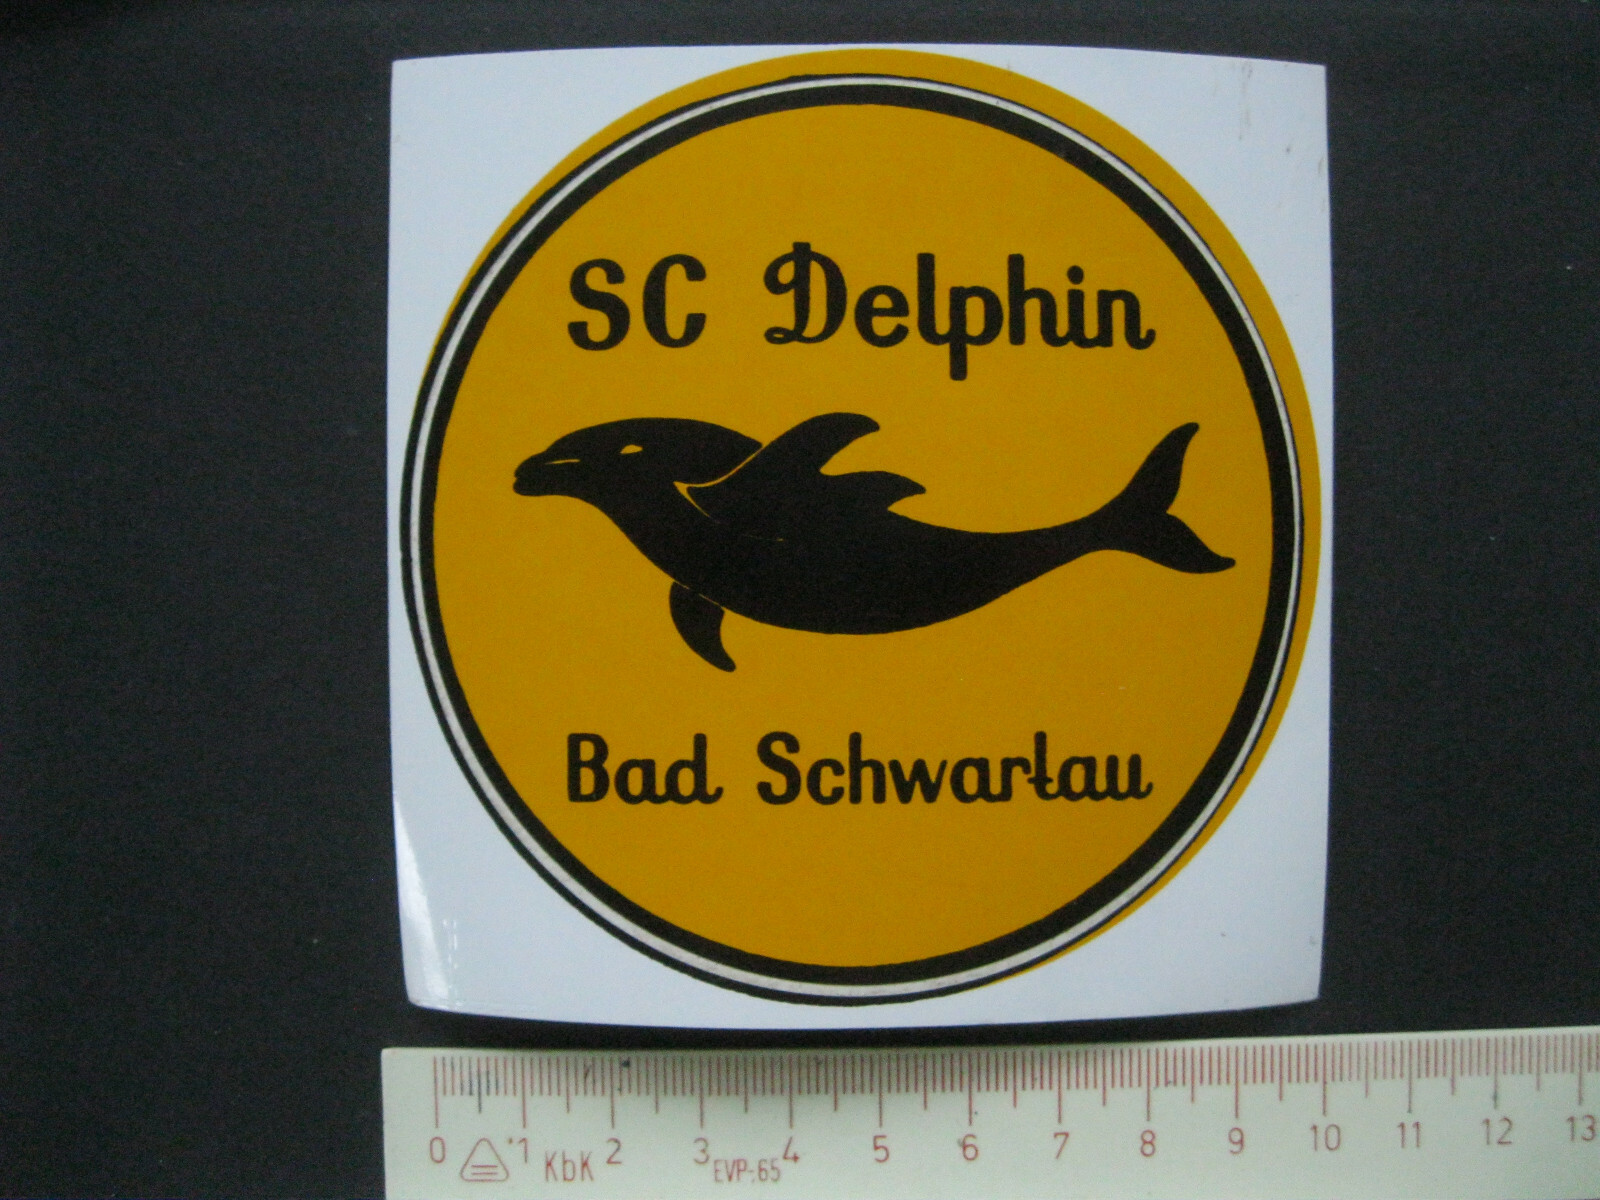 SC Delphin
Bad Schwartau
0 1 2 3 4 5 6 7 8 9 10 11 12 13
KbK EVP:-65